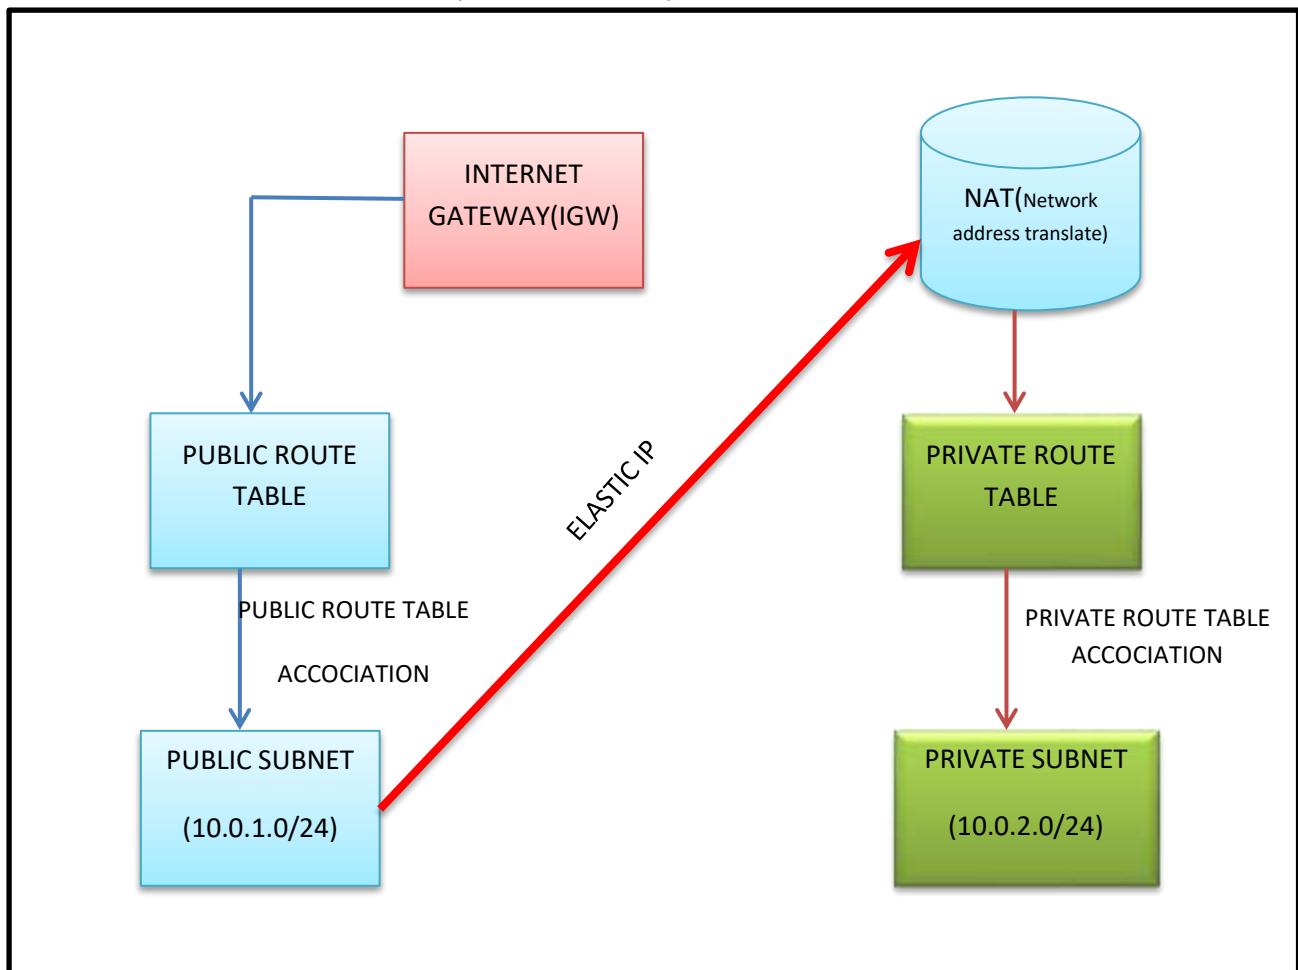 INTERNET
GATEWAY(IGW)
NAT(Network
address translate)
PUBLIC ROUTE
TABLE
ELASTIC IP
PRIVATE ROUTE
TABLE
PUBLIC ROUTE TABLE
ACCOCIATION
PRIVATE ROUTE TABLE
ACCOCIATION
PUBLIC SUBNET
(10.0.1.0/24)
PRIVATE SUBNET
(10.0.2.0/24)